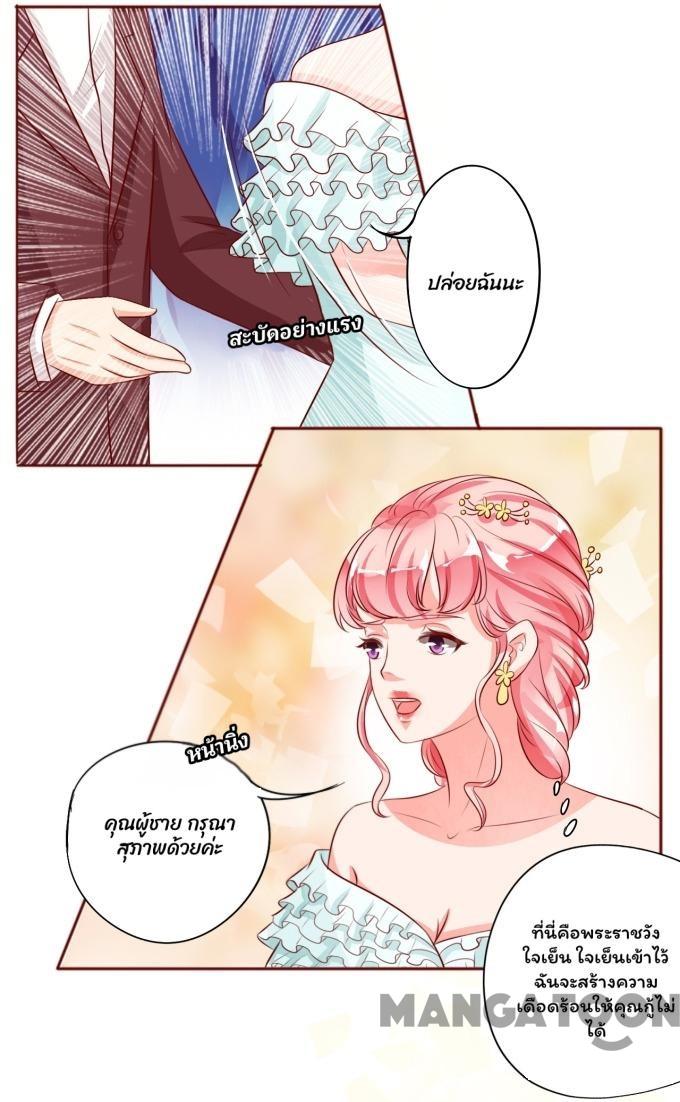 ปล่อยฉันนะ
สะบัดอย่างแรง
หน้านิ่ง
คุณผู้ชาย กรุณา
สุภาพด้วยค่ะ
ที่นี่คือพระราชวัง
ใจเย็น ใจเย็นเข้าไว้
ฉันจะสร้างความ
เดือดร้อนให้คุณกู้ไม่
ได้
MANGATOON